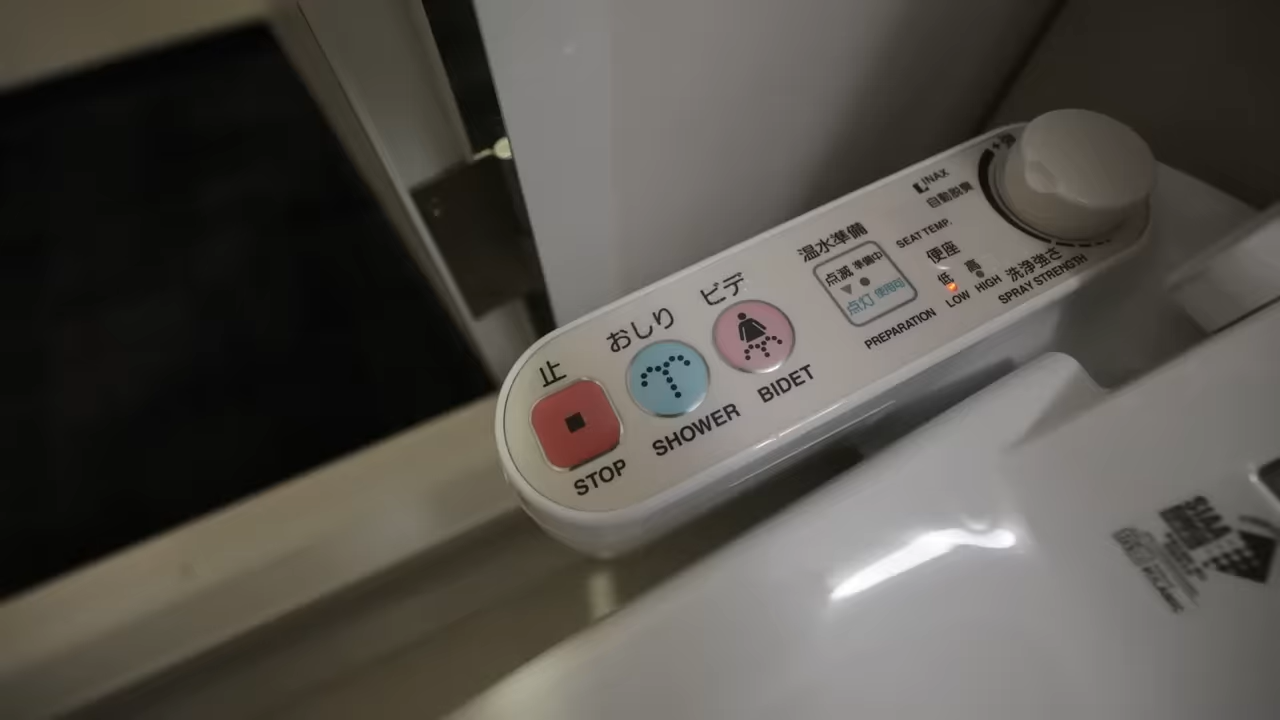 止
STOP
おしり
SHOWER
ビデ
BIDET
温水準備
点滅 準備中
点灯 使用可
PREPARATION
INAX
自動脱臭
SEAT TEMP.
便座
低 高
LOW HIGH
洗浄強さ
SPRAY STRENGTH
SIAA